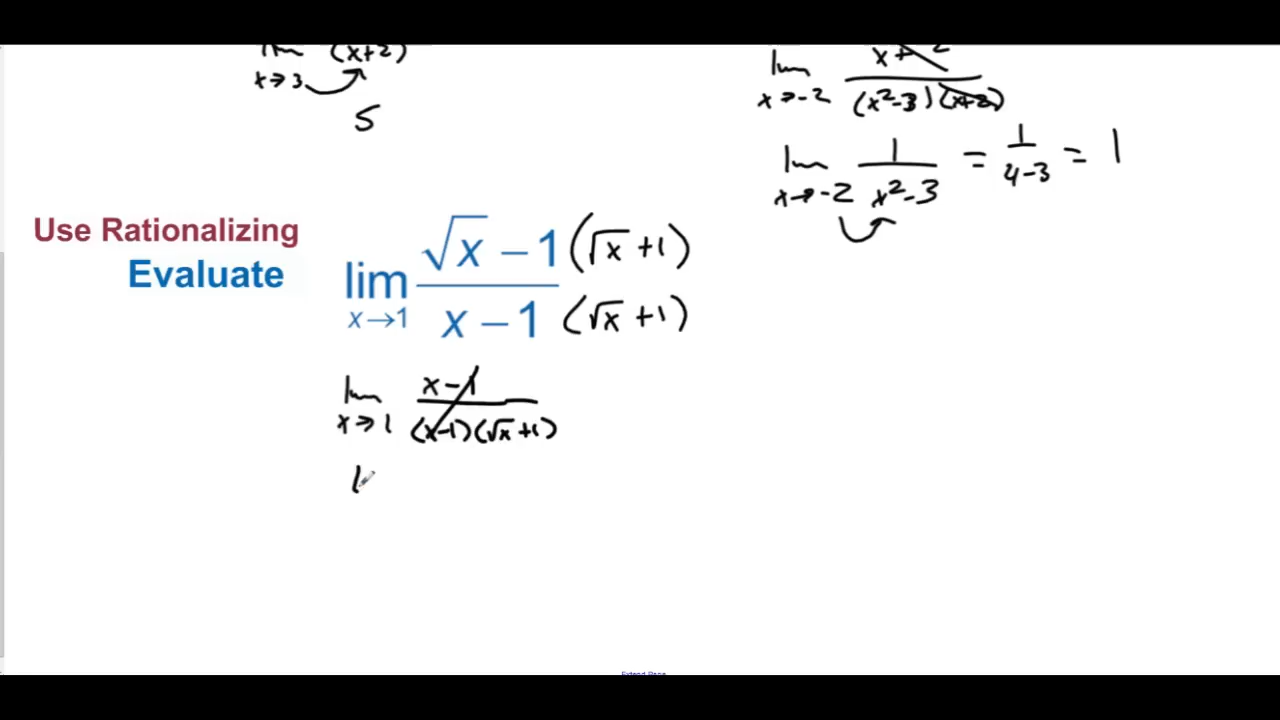 lim (x+2)
x→3
5
lim x+2 / (x²-3)(x+2)
x→-2
lim 1 / x²-3 = 1 / 4-3 = 1
x→-2
Use Rationalizing
Evaluate
lim √x − 1 (√x +1) / x − 1 (√x +1)
x→1
lim x-1 / (x-1)(√x +1)
x→1